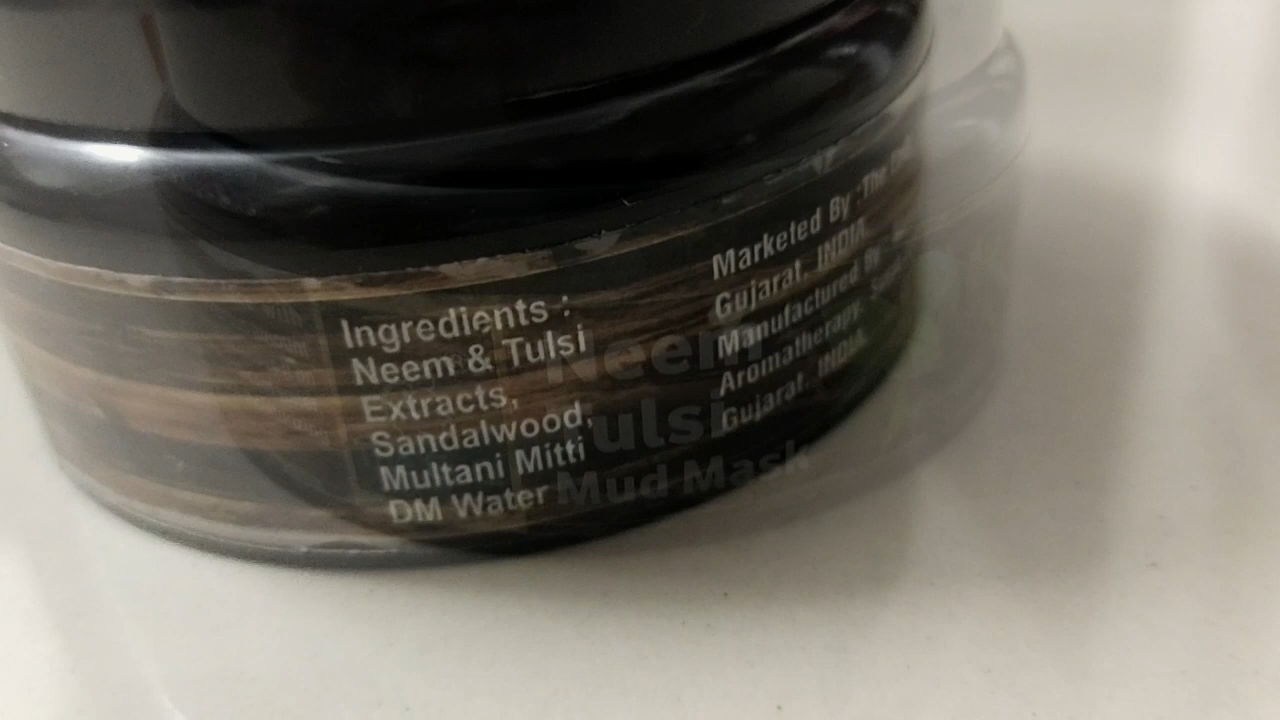 Ingredients :
Neem & Tulsi
Extracts,
Sandalwood,
Multani Mitti
DM Water
Neem
Tulsi
Mud Mask
Marketed By : The
Gujarat, INDIA
Manufactured By
Aromatherapy
Gujarat, INDIA